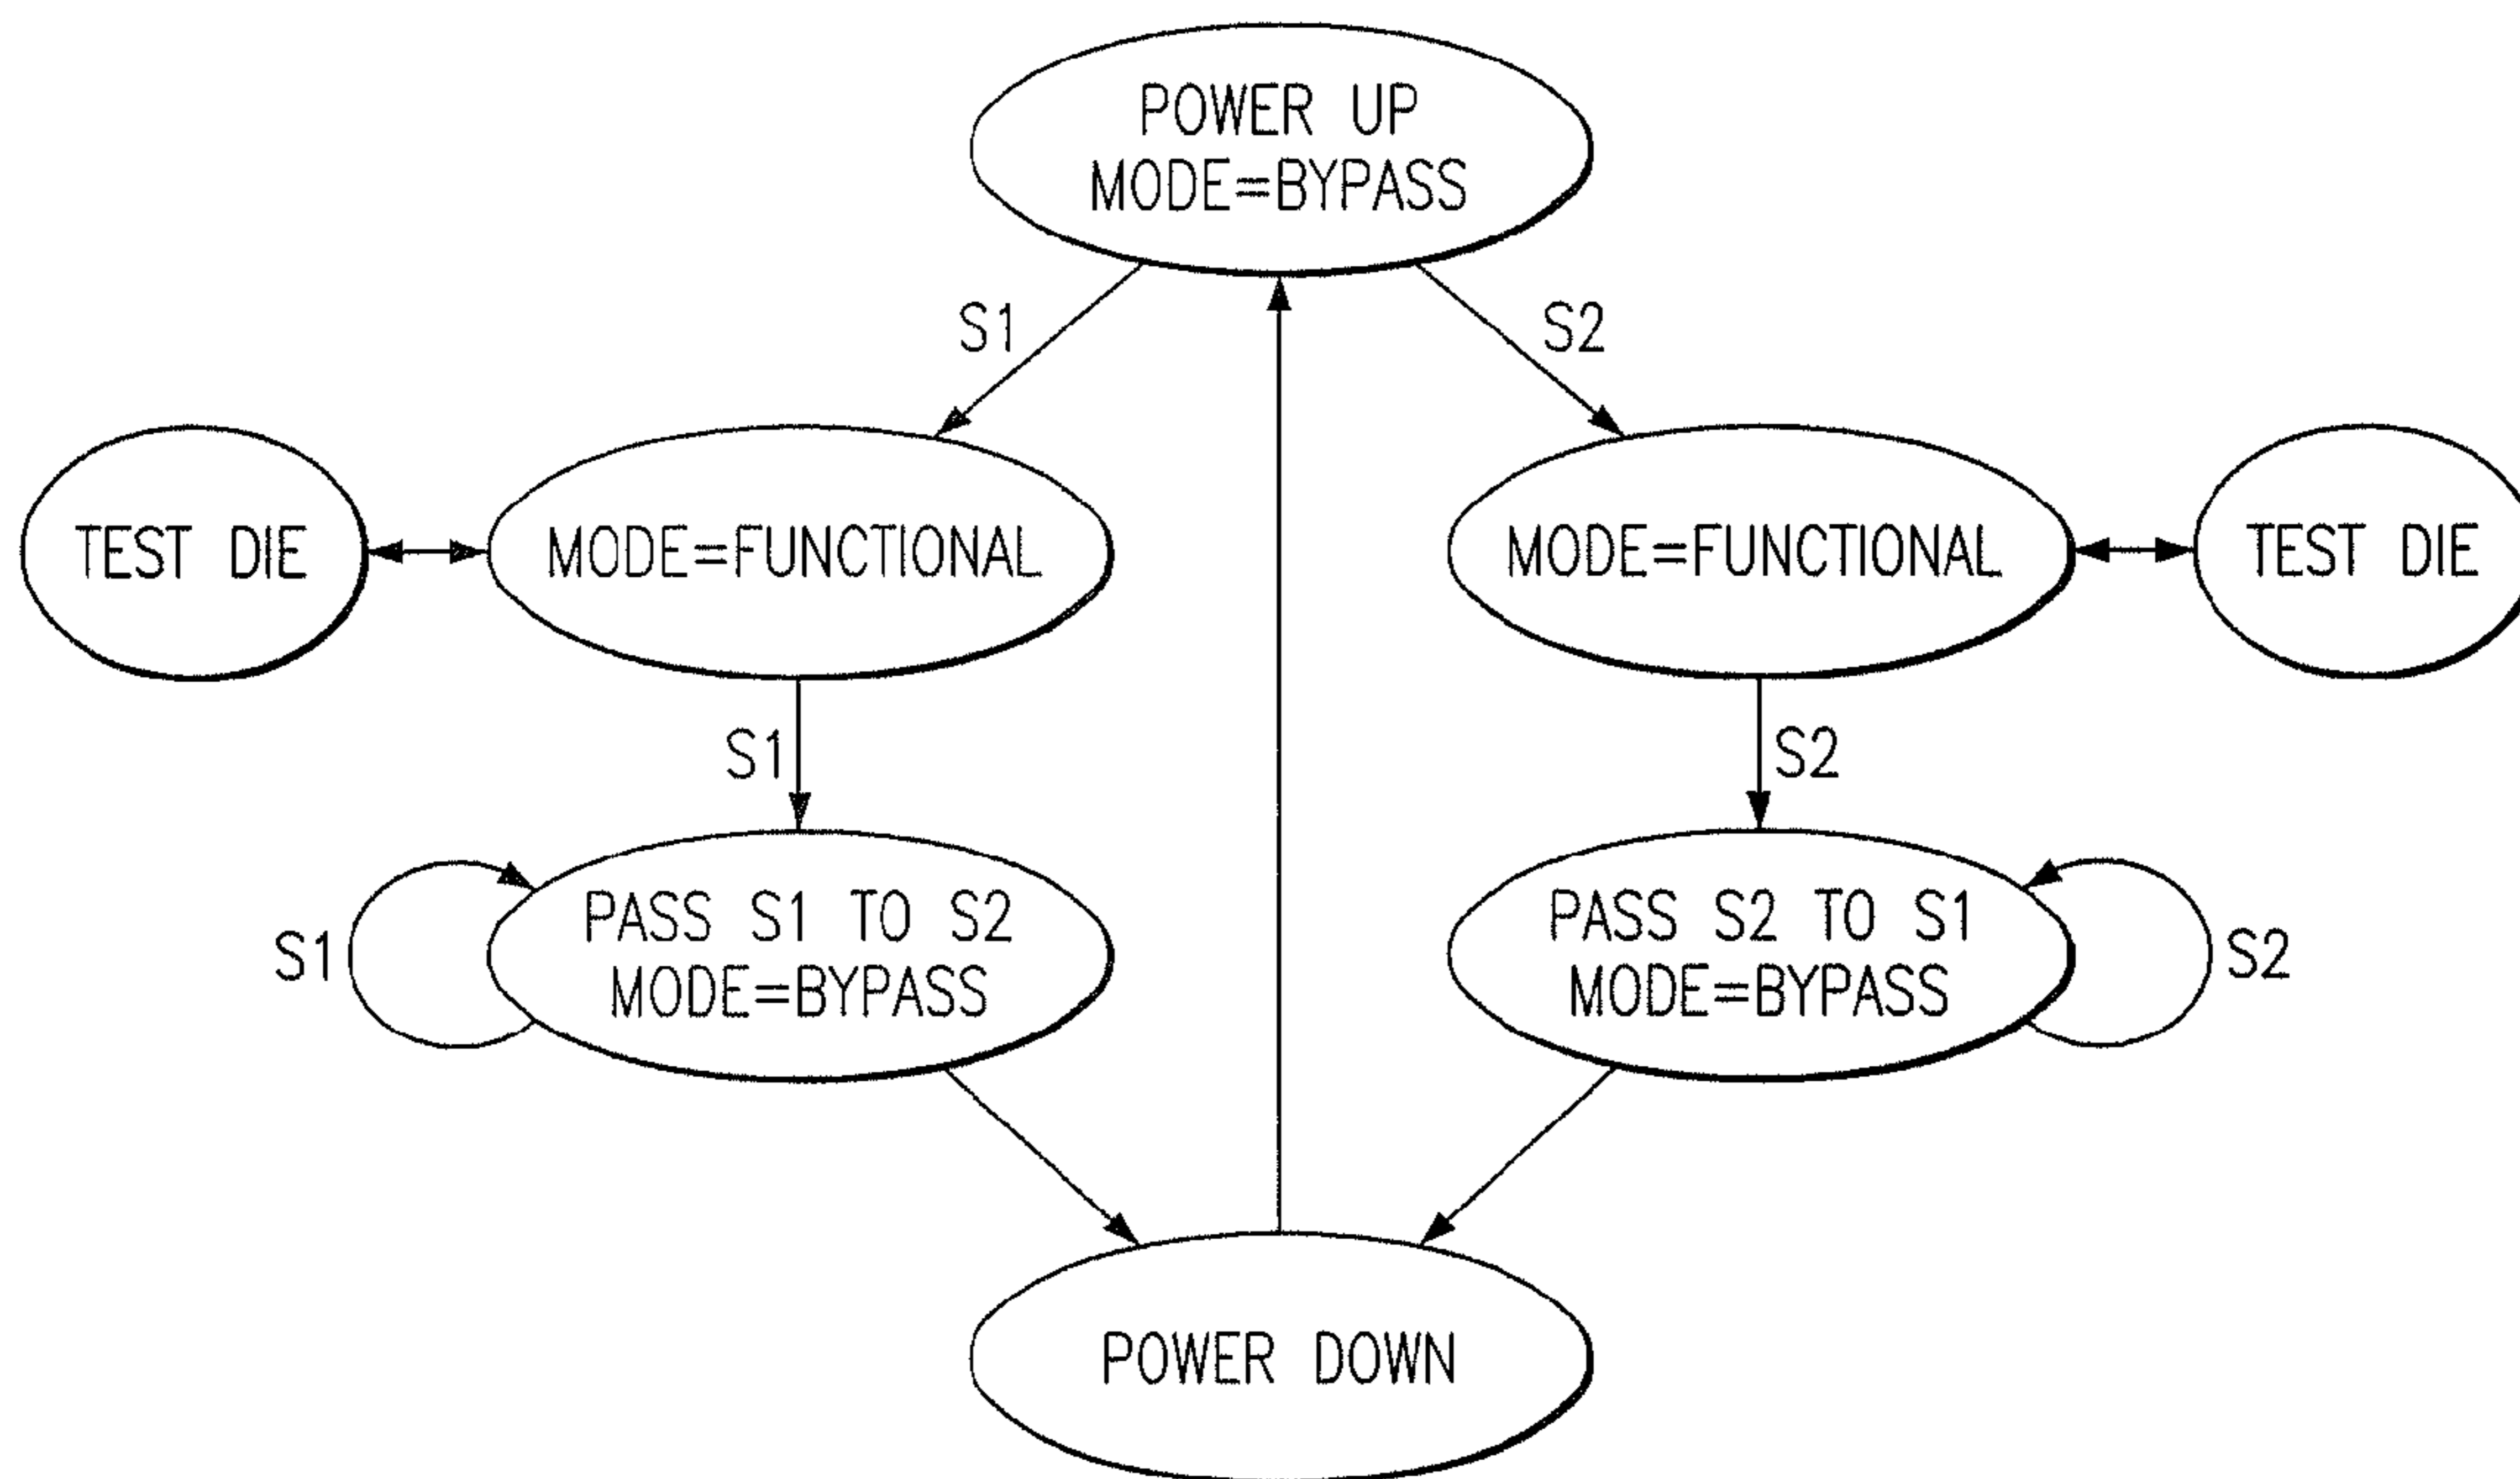 POWER UP
MODE=BYPASS
S1
S2
TEST DIE
MODE=FUNCTIONAL
MODE=FUNCTIONAL
TEST DIE
S1
S2
S1
PASS S1 TO S2
MODE=BYPASS
PASS S2 TO S1
MODE=BYPASS
S2
POWER DOWN